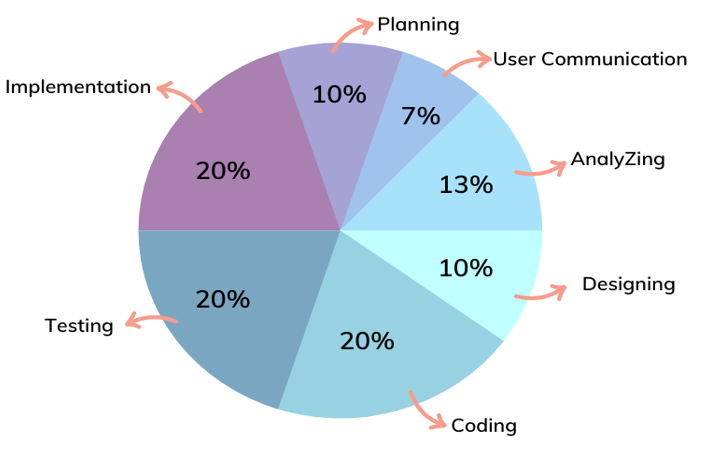 Planning
User Communication
Implementation
10%
7%
AnalyZing
20%
13%
10%
Designing
20%
Testing
20%
Coding